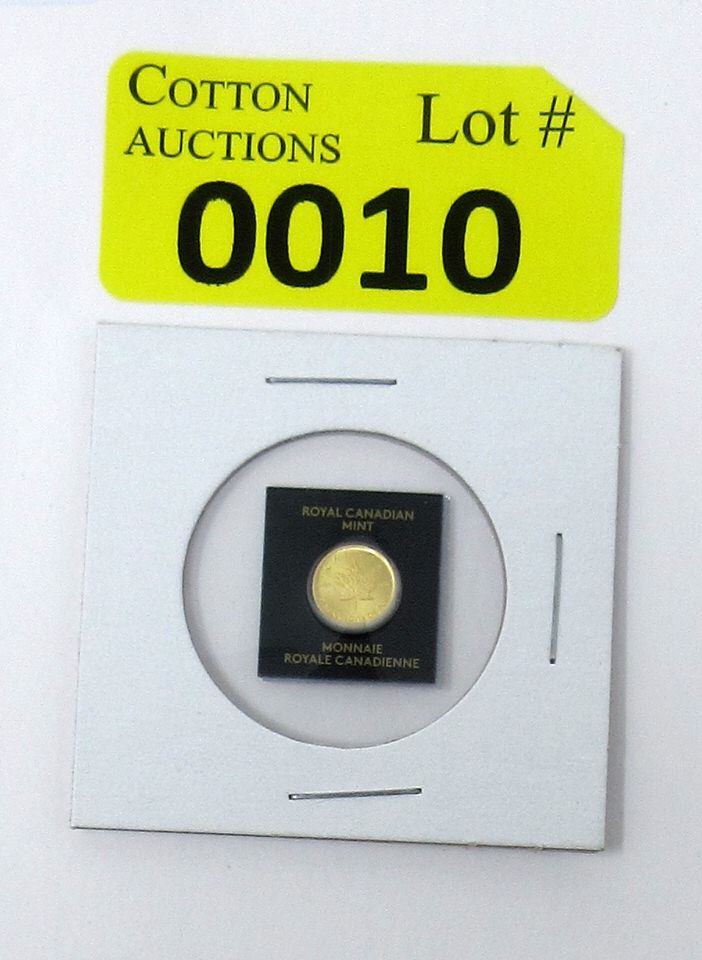 COTTON
AUCTIONS
Lot #
0010
ROYAL CANADIAN
MINT
MONNAIE
ROYALE CANADIENNE